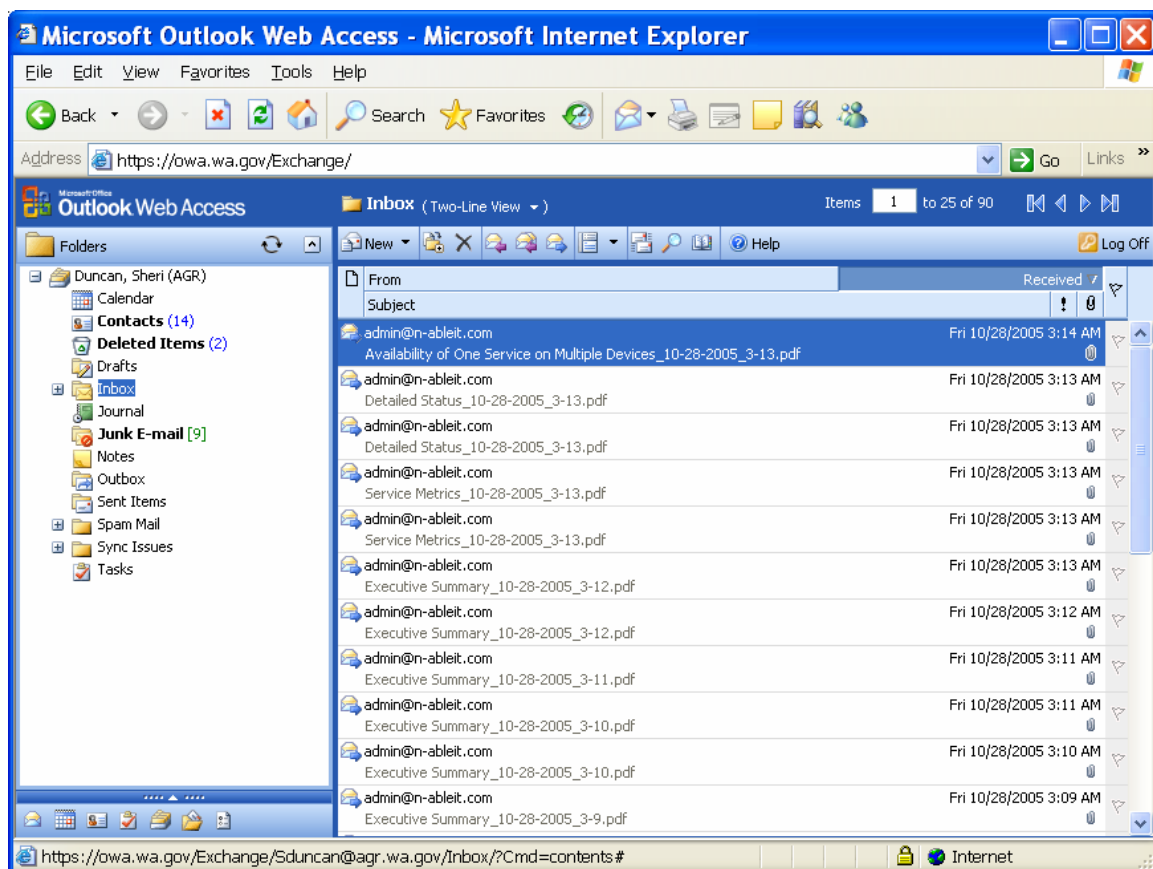 Microsoft Outlook Web Access - Microsoft Internet Explorer
File Edit View Favorites Tools Help
Back Search Favorites
Address https://owa.wa.gov/Exchange/ Go Links »
Microsoft Office
Outlook Web Access Inbox (Two-Line View ) Items 1 to 25 of 90
Folders New Help Log Off
Duncan, Sheri (AGR)
Calendar
Contacts (14)
Deleted Items (2)
Drafts
Inbox
Journal
Junk E-mail [9]
Notes
Outbox
Sent Items
Spam Mail
Sync Issues
Tasks
From Received
Subject
admin@n-ableit.com Fri 10/28/2005 3:14 AM
Availability of One Service on Multiple Devices_10-28-2005_3-13.pdf
admin@n-ableit.com Fri 10/28/2005 3:13 AM
Detailed Status_10-28-2005_3-13.pdf
admin@n-ableit.com Fri 10/28/2005 3:13 AM
Detailed Status_10-28-2005_3-13.pdf
admin@n-ableit.com Fri 10/28/2005 3:13 AM
Service Metrics_10-28-2005_3-13.pdf
admin@n-ableit.com Fri 10/28/2005 3:13 AM
Service Metrics_10-28-2005_3-13.pdf
admin@n-ableit.com Fri 10/28/2005 3:13 AM
Executive Summary_10-28-2005_3-12.pdf
admin@n-ableit.com Fri 10/28/2005 3:12 AM
Executive Summary_10-28-2005_3-12.pdf
admin@n-ableit.com Fri 10/28/2005 3:11 AM
Executive Summary_10-28-2005_3-11.pdf
admin@n-ableit.com Fri 10/28/2005 3:11 AM
Executive Summary_10-28-2005_3-10.pdf
admin@n-ableit.com Fri 10/28/2005 3:10 AM
Executive Summary_10-28-2005_3-10.pdf
admin@n-ableit.com Fri 10/28/2005 3:09 AM
Executive Summary_10-28-2005_3-9.pdf
https://owa.wa.gov/Exchange/Sduncan@agr.wa.gov/Inbox/?Cmd=contents# Internet